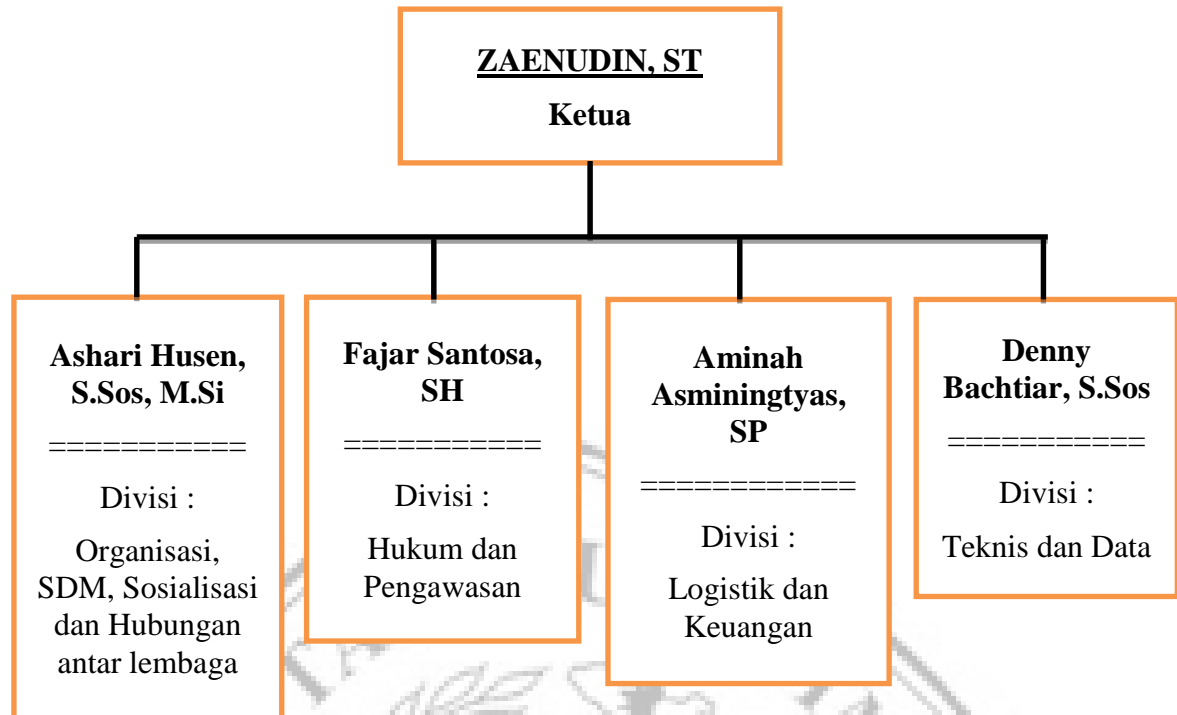 ZAENUDIN, ST
Ketua
Ashari Husen,
S.Sos, M.Si
===========
Divisi :
Organisasi,
SDM, Sosialisasi
dan Hubungan
antar lembaga
Fajar Santosa,
SH
===========
Divisi :
Hukum dan
Pengawasan
Aminah
Asminingtyas,
SP
============
Divisi :
Logistik dan
Keuangan
Denny
Bachtiar, S.Sos
===========
Divisi :
Teknis dan Data